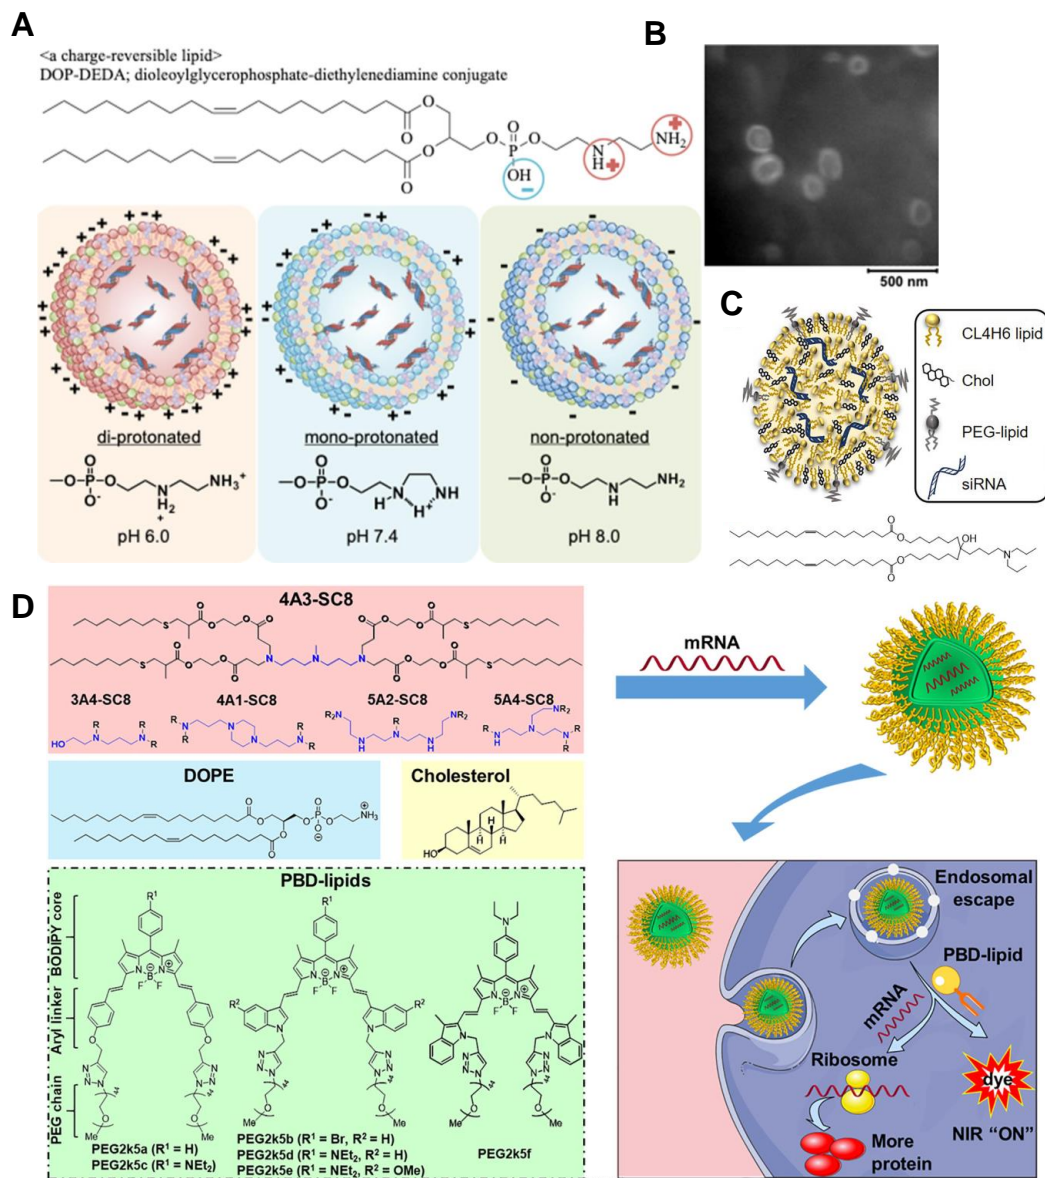 A
<a charge-reversible lipid>
DOP-DEDA; dioleoylglycerophosphate-diethylenediamine conjugate
O
O
O
O
O
P
O
OH
O
N
H
NH2
di-protonated
mono-protonated
non-protonated
pH 6.0
pH 7.4
pH 8.0
B
500 nm
C
CL4H6 lipid
Chol
PEG-lipid
siRNA
OH
D
4A3-SC8
3A4-SC8
4A1-SC8
5A2-SC8
5A4-SC8
DOPE
Cholesterol
PBD-lipids
BODIPY core
Aryl linker
PEG chain
PEG2k5a (R1 = H)
PEG2k5c (R1 = NEt2)
PEG2k5b (R1 = Br, R2 = H)
PEG2k5d (R1 = NEt2, R2 = H)
PEG2k5e (R1 = NEt2, R2 = OMe)
PEG2k5f
mRNA
Endosomal
escape
PBD-lipid
mRNA
Ribosome
dye
More
protein
NIR "ON"